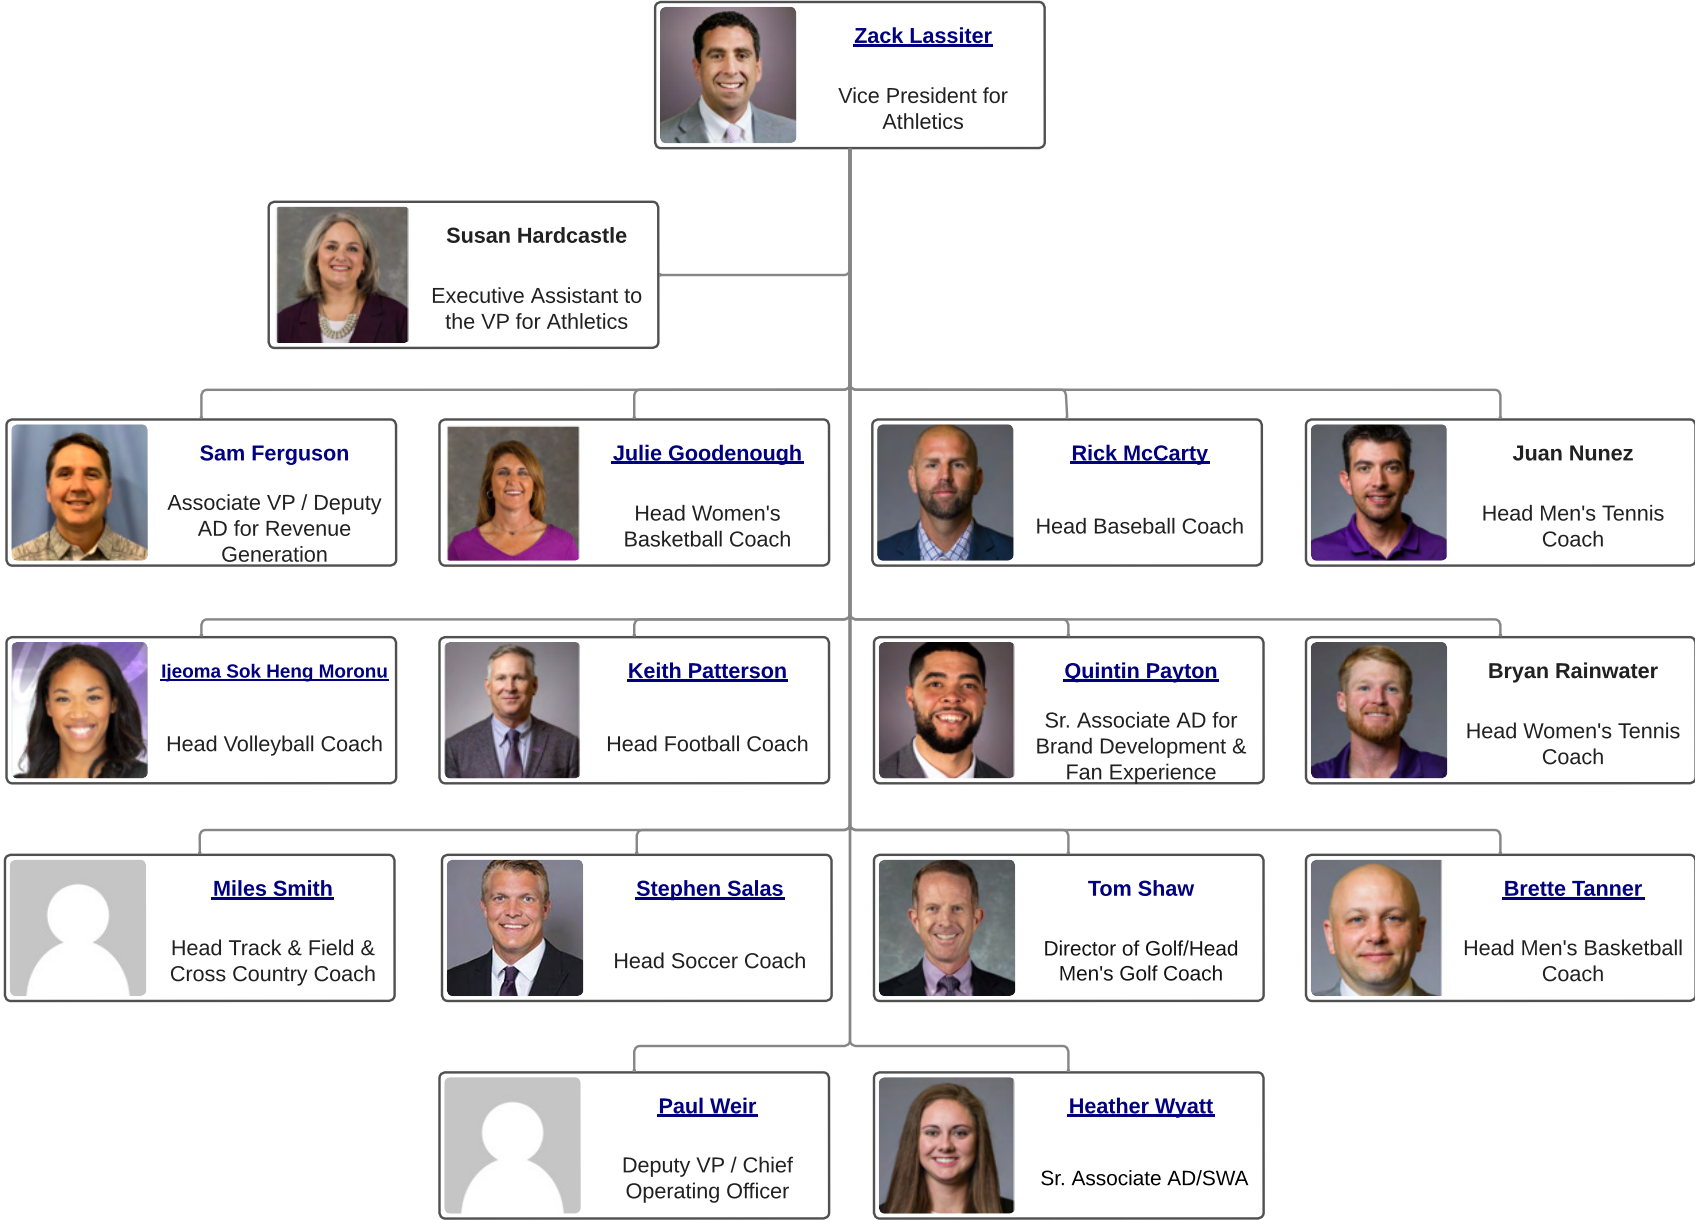 Zack Lassiter
Vice President for
Athletics
Susan Hardcastle
Executive Assistant to
the VP for Athletics
Sam Ferguson
Associate VP / Deputy
AD for Revenue
Generation
Julie Goodenough
Head Women's
Basketball Coach
Rick McCarty
Head Baseball Coach
Juan Nunez
Head Men's Tennis
Coach
Ijeoma Sok Heng Moronu
Head Volleyball Coach
Keith Patterson
Head Football Coach
Quintin Payton
Sr. Associate AD for
Brand Development &
Fan Experience
Bryan Rainwater
Head Women's Tennis
Coach
Miles Smith
Head Track & Field &
Cross Country Coach
Stephen Salas
Head Soccer Coach
Tom Shaw
Director of Golf/Head
Men's Golf Coach
Brette Tanner
Head Men's Basketball
Coach
Paul Weir
Deputy VP / Chief
Operating Officer
Heather Wyatt
Sr. Associate AD/SWA